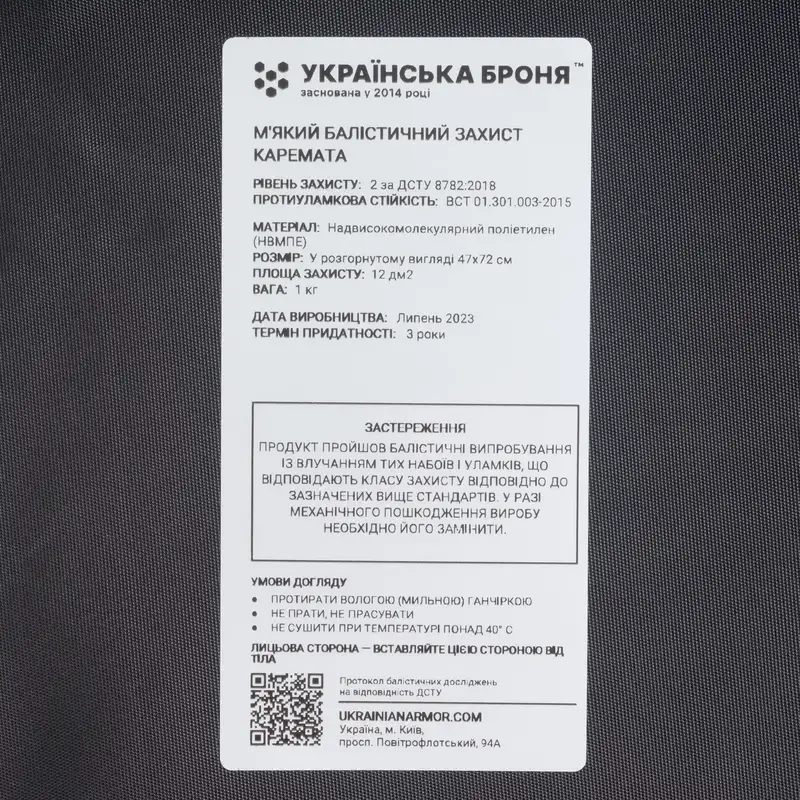 УКРАЇНСЬКА БРОНЯ™
заснована у 2014 році
М'ЯКИЙ БАЛІСТИЧНИЙ ЗАХИСТ
КАРЕМАТА
РІВЕНЬ ЗАХИСТУ: 2 за ДСТУ 8782:2018
ПРОТИУЛАМКОВА СТІЙКІСТЬ: ВСТ 01.301.003-2015
МАТЕРІАЛ: Надвисокомолекулярний поліетилен
(НВМПЕ)
РОЗМІР: У розгорнутому вигляді 47х72 см
ПЛОЩА ЗАХИСТУ: 12 дм2
ВАГА: 1 кг
ДАТА ВИРОБНИЦТВА: Липень 2023
ТЕРМІН ПРИДАТНОСТІ: 3 роки
ЗАСТЕРЕЖЕННЯ
ПРОДУКТ ПРОЙШОВ БАЛІСТИЧНІ ВИПРОБУВАННЯ
ІЗ ВЛУЧАННЯМ ТИХ НАБОЇВ І УЛАМКІВ, ЩО
ВІДПОВІДАЮТЬ КЛАСУ ЗАХИСТУ ВІДПОВІДНО ДО
ЗАЗНАЧЕНИХ ВИЩЕ СТАНДАРТІВ. У РАЗІ
МЕХАНІЧНОГО ПОШКОДЖЕННЯ ВИРОБУ
НЕОБХІДНО ЙОГО ЗАМІНИТИ.
УМОВИ ДОГЛЯДУ
• ПРОТИРАТИ ВОЛОГОЮ (МИЛЬНОЮ) ГАНЧІРКОЮ
• НЕ ПРАТИ, НЕ ПРАСУВАТИ
• НЕ СУШИТИ ПРИ ТЕМПЕРАТУРІ ПОНАД 40° С
ЛИЦЬОВА СТОРОНА — ВСТАВЛЯЙТЕ ЦІЄЮ СТОРОНОЮ ВІД
ТІЛА
Протокол балістичних досліджень
на відповідність ДСТУ
UKRAINIANARMOR.COM
Україна, м. Київ,
просп. Повітрофлотський, 94А